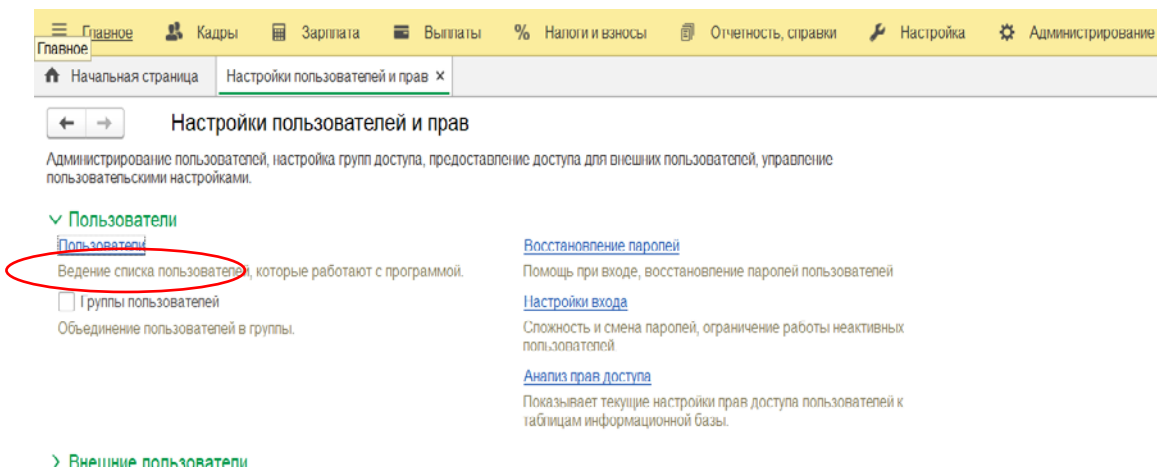 Главное Кадры Зарплата Выплаты % Налоги и взносы Отчетность, справки Настройка Администрирование
Главное
Начальная страница Настройки пользователей и прав ×
Настройки пользователей и прав
Администрирование пользователей, настройка групп доступа, предоставление доступа для внешних пользователей, управление
пользовательскими настройками.
Пользователи
Пользователи Восстановление паролей
Ведение списка пользователей, которые работают с программой. Помощь при входе, восстановление паролей пользователей
Группы пользователей Настройки входа
Объединение пользователей в группы. Сложность и смена паролей, ограничение работы неактивных
пользователей
Анализ прав доступа
Показывает текущие настройки прав доступа пользователей к
таблицам информационной базы.
Внешние пользователи